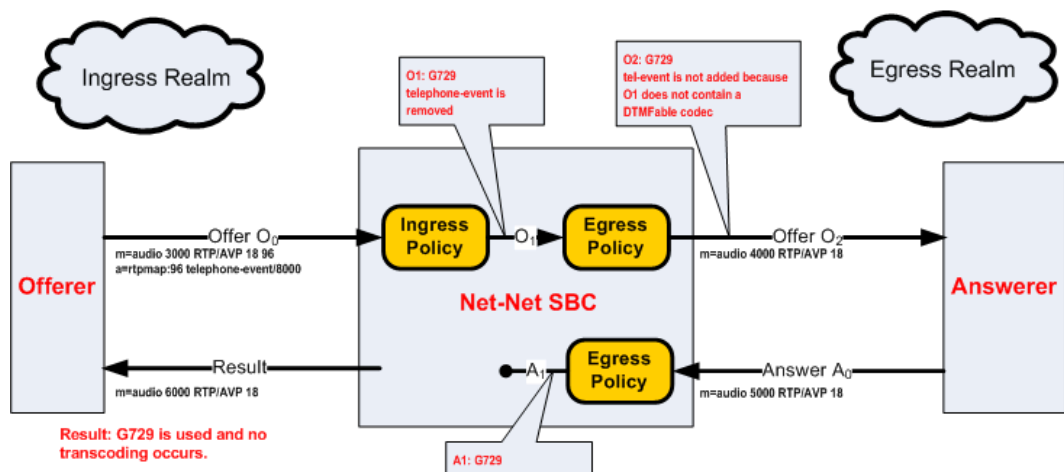 Ingress Realm
O1: G729
telephone-event is
removed
O2: G729
tel-event is not added because
O1 does not contain a
DTMFable codec
Egress Realm
Offerer
Offer O0
m=audio 3000 RTP/AVP 18 96
a=rtpmap:96 telephone-event/8000
Ingress
Policy
O1
Egress
Policy
Offer O2
m=audio 4000 RTP/AVP 18
Net-Net SBC
Answerer
Result
m=audio 6000 RTP/AVP 18
A1
Egress
Policy
Answer A0
m=audio 5000 RTP/AVP 18
Result: G729 is used and no
transcoding occurs.
A1: G729